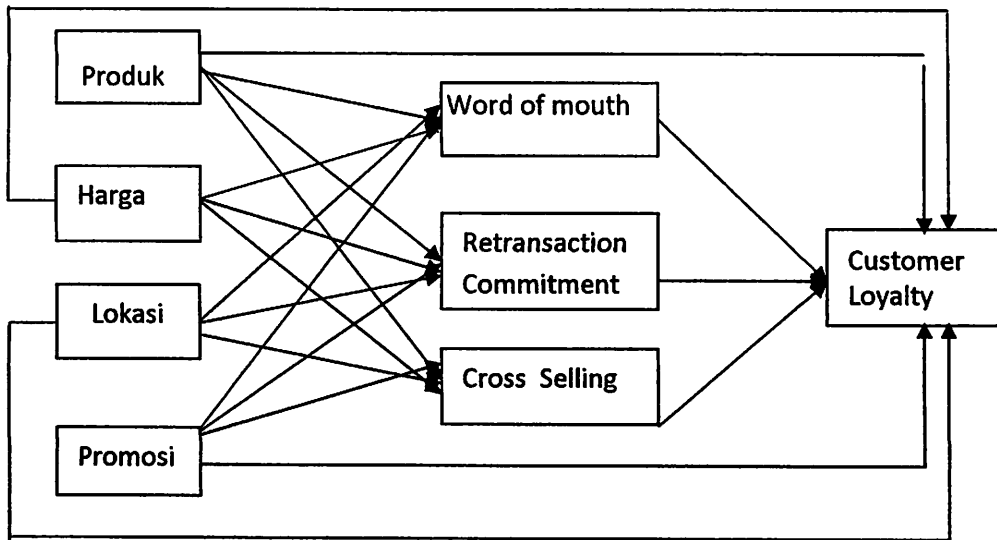 Produk
Harga
Lokasi
Promosi
Word of mouth
Retransaction
Commitment
Cross Selling
Customer
Loyalty